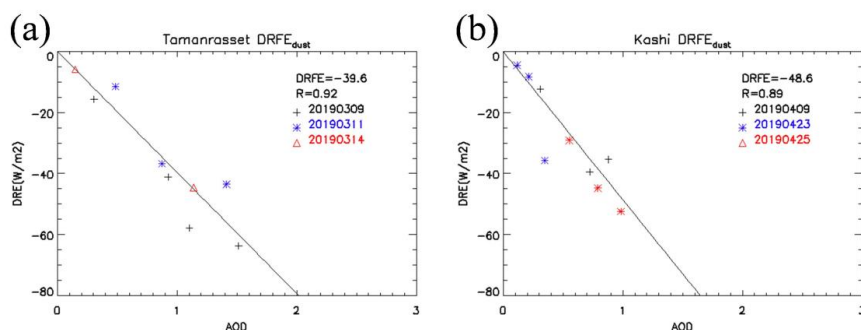 (a)
Tamanrasset DRFEdust
DRFE=-39.6
R=0.92
+ 20190309
* 20190311
△ 20190314
0
-20
-40
-60
-80
DRE(W/m2)
0 1 2 3
AOD
(b)
Kashi DRFEdust
DRFE=-48.6
R=0.89
+ 20190409
* 20190423
△ 20190425
0
-20
-40
-60
-80
DRE(W/m2)
0 1 2 3
AOD